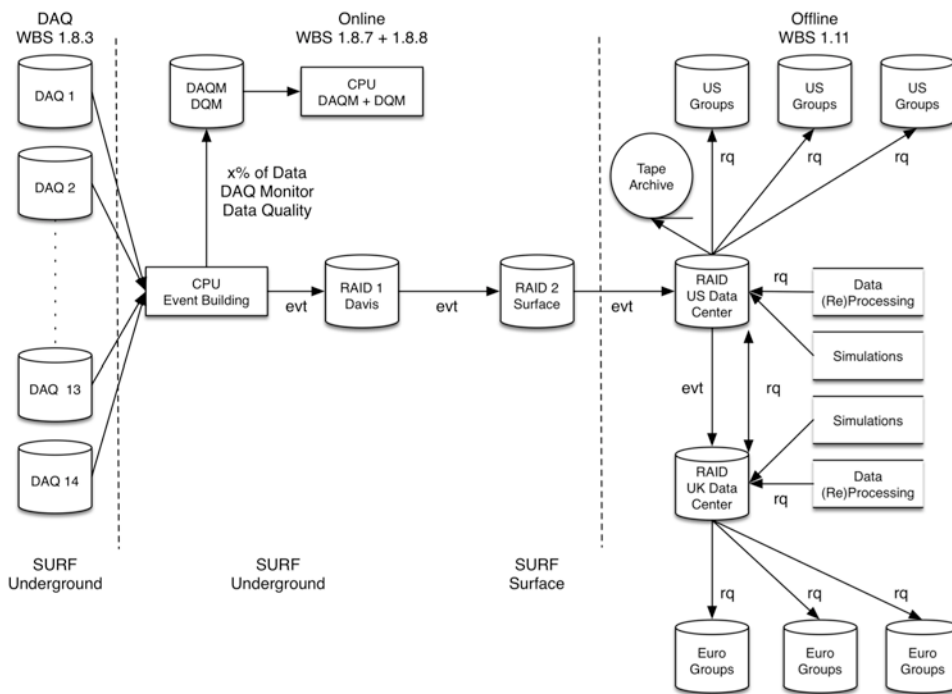 DAQ
WBS 1.8.3
Online
WBS 1.8.7 + 1.8.8
Offline
WBS 1.11
DAQ 1
DAQ 2
DAQ 13
DAQ 14
DAQM
DQM
CPU
DAQM + DQM
x% of Data
DAQ Monitor
Data Quality
CPU
Event Building
evt
RAID 1
Davis
evt
RAID 2
Surface
evt
US
Groups
US
Groups
US
Groups
rq
rq
rq
Tape
Archive
RAID
US Data
Center
rq
Data
(Re)Processing
Simulations
evt
rq
Simulations
RAID
UK Data
Center
rq
Data
(Re)Processing
rq
rq
rq
Euro
Groups
Euro
Groups
Euro
Groups
SURF
Underground
SURF
Underground
SURF
Surface